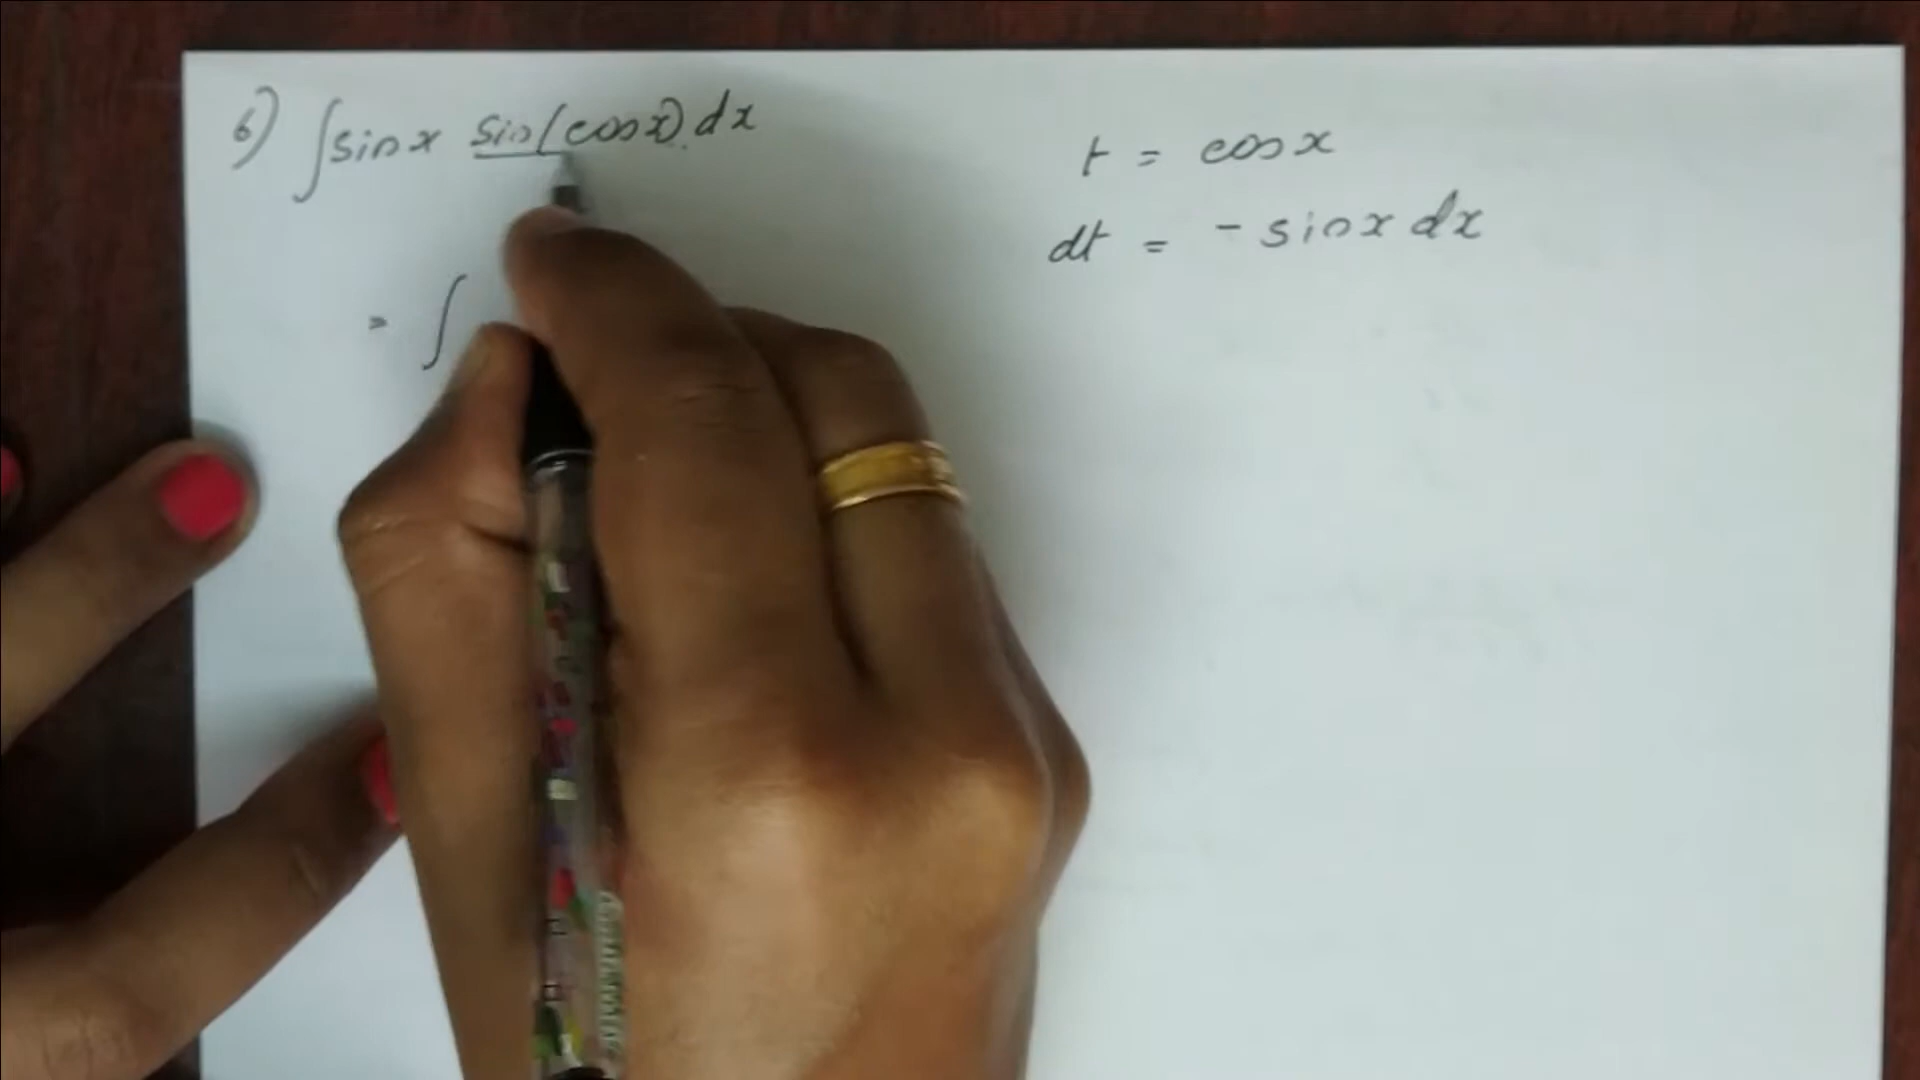 6) ∫ sin x sin(cos x) dx
t = cos x
dt = - sin x dx
= ∫